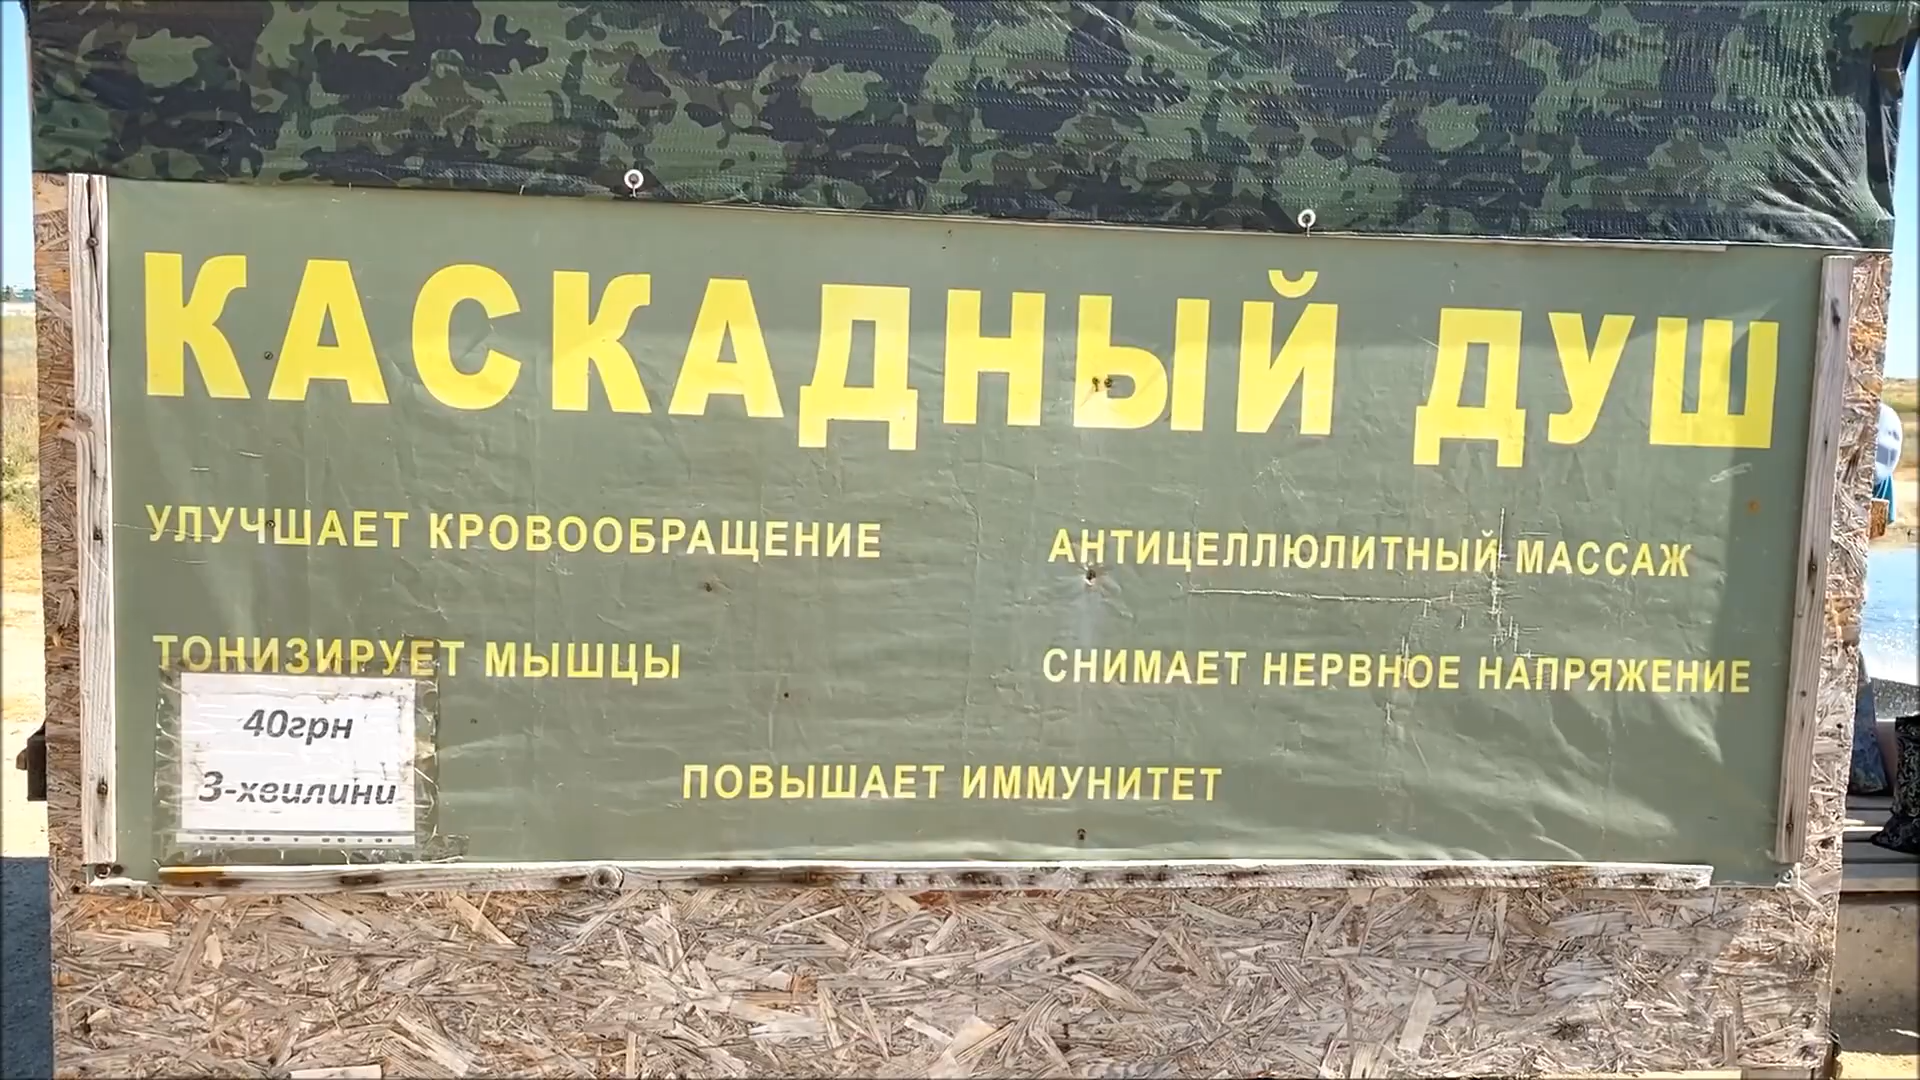 КАСКАДНЫЙ ДУШ
УЛУЧШАЕТ КРОВООБРАЩЕНИЕ
АНТИЦЕЛЛЮЛИТНЫЙ МАССАЖ
ТОНИЗИРУЕТ МЫШЦЫ
СНИМАЕТ НЕРВНОЕ НАПРЯЖЕНИЕ
40грн
3-хвилини
ПОВЫШАЕТ ИММУНИТЕТ